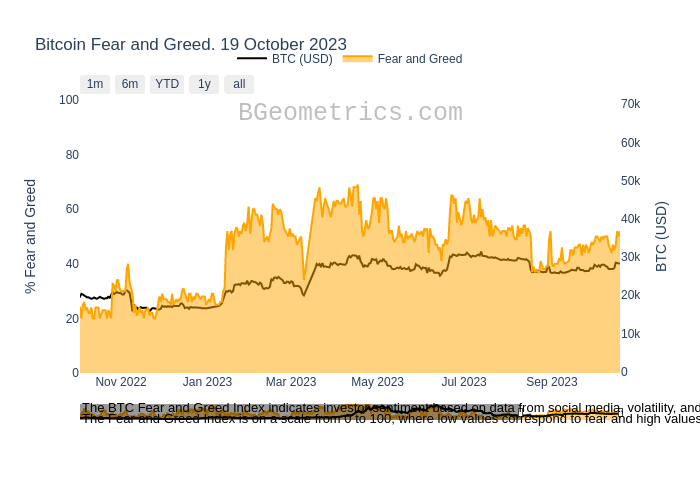 Bitcoin Fear and Greed. 19 October 2023
BTC (USD) Fear and Greed
1m 6m YTD 1y all
BGeometrics.com
100
80
60
40
20
0
% Fear and Greed
70k
60k
50k
40k
30k
20k
10k
0
BTC (USD)
Nov 2022 Jan 2023 Mar 2023 May 2023 Jul 2023 Sep 2023
The BTC Fear and Greed Index indicates investor sentiment based on data from social media, volatility, and
The Fear and Greed Index is on a scale from 0 to 100, where low values correspond to fear and high values